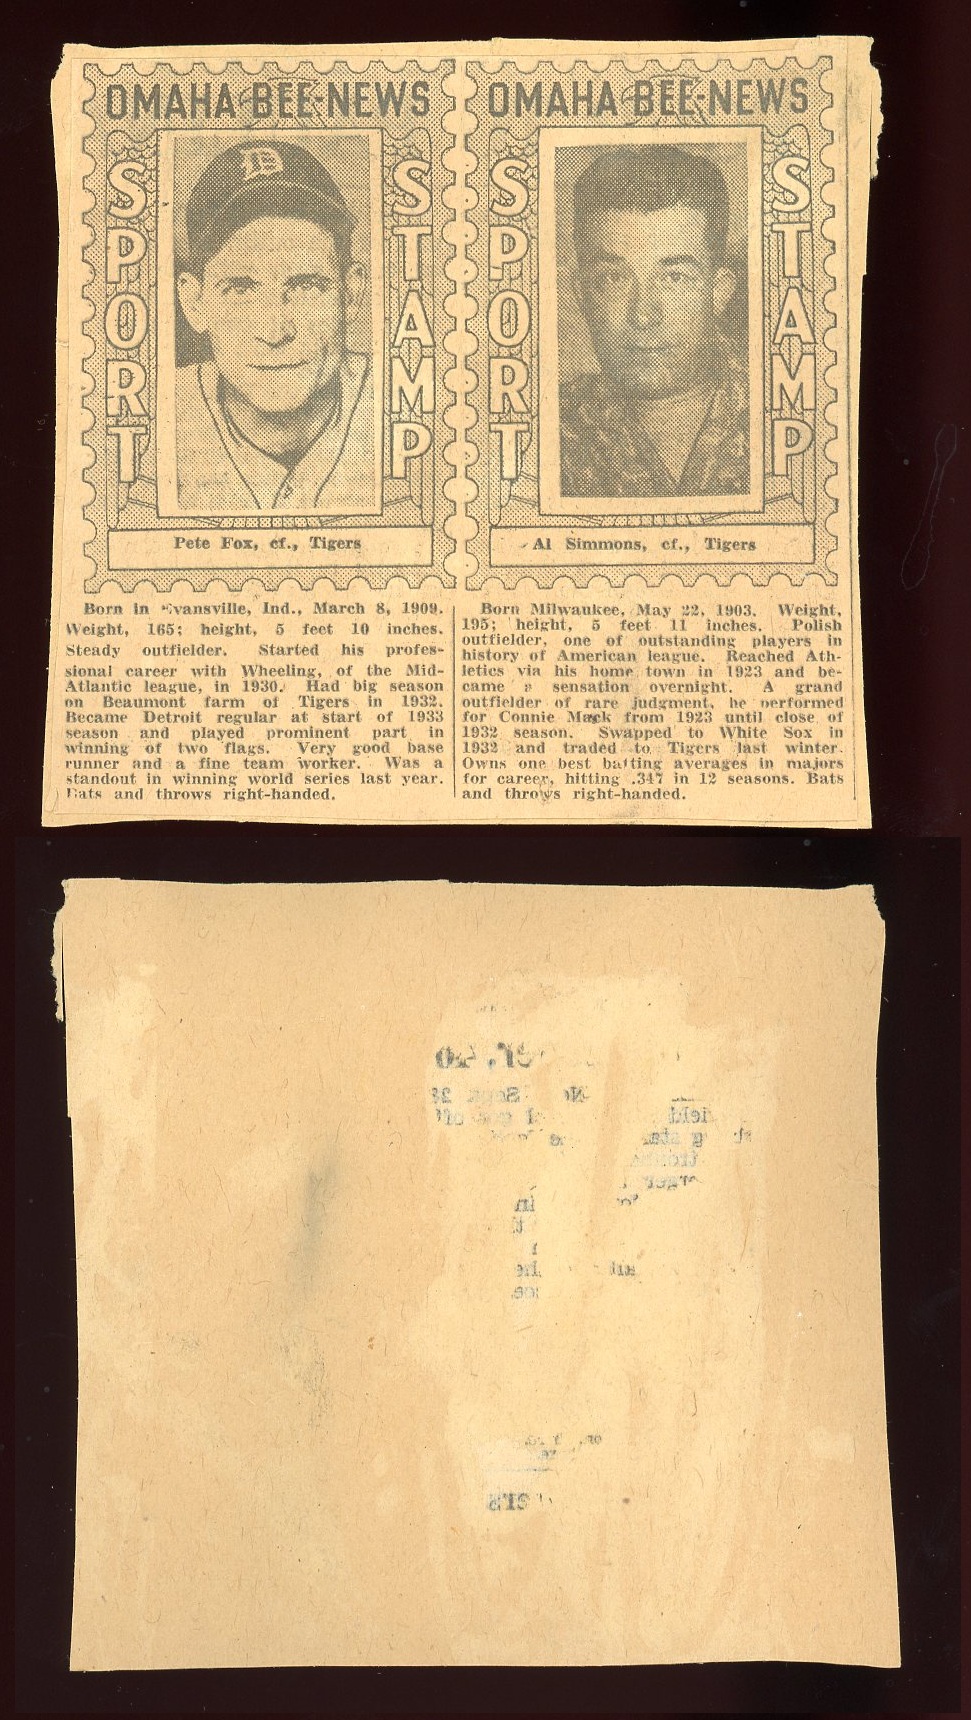 OMAHA BEE-NEWS
SPORT
STAMP
Pete Fox, cf., Tigers
Born in Evansville, Ind., March 8, 1909.
Weight, 165; height, 5 feet 10 inches.
Steady outfielder. Started his profes-
sional career with Wheeling, of the Mid-
Atlantic league, in 1930. Had big season
on Beaumont farm of Tigers in 1932.
Became Detroit regular at start of 1933
season and played prominent part in
winning of two flags. Very good base
runner and a fine team worker. Was a
standout in winning world series last year.
Bats and throws right-handed.
OMAHA BEE-NEWS
SPORT
STAMP
Al Simmons, cf., Tigers
Born Milwaukee, May 22, 1903. Weight,
195; height, 5 feet 11 inches. Polish
outfielder, one of outstanding players in
history of American league. Reached Ath-
letics via his home town in 1923 and be-
came a sensation overnight. A grand
outfielder of rare judgment, he performed
for Connie Mack from 1923 until close of
1932 season. Swapped to White Sox in
1932 and traded to Tigers last winter.
Owns one best batting averages in majors
for career, hitting .347 in 12 seasons. Bats
and throws right-handed.